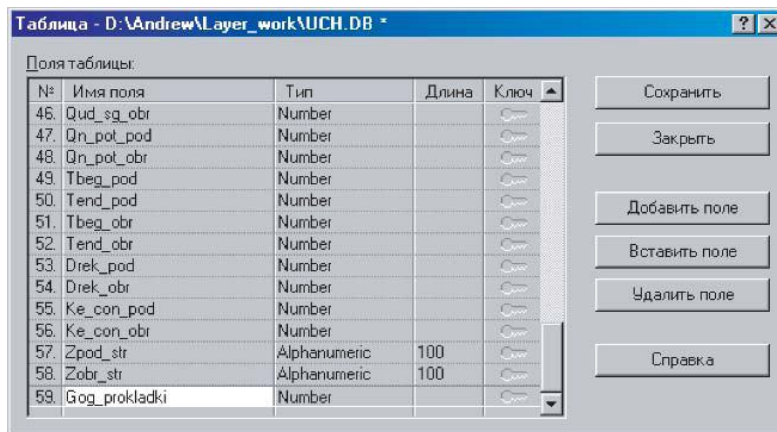 Таблица - D:\Andrew\Layer_work\UCH.DB *
Поля таблицы:
№ Имя поля Тип Длина Ключ
46. Qud_sg_obr Number
47. Qn_pot_pod Number
48. Qn_pot_obr Number
49. Tbeg_pod Number
50. Tend_pod Number
51. Tbeg_obr Number
52. Tend_obr Number
53. Drek_pod Number
54. Drek_obr Number
55. Ke_con_pod Number
56. Ke_con_obr Number
57. Zpod_str Alphanumeric 100
58. Zobr_str Alphanumeric 100
59. Gog_prokladki Number
Сохранить
Закрыть
Добавить поле
Вставить поле
Удалить поле
Справка